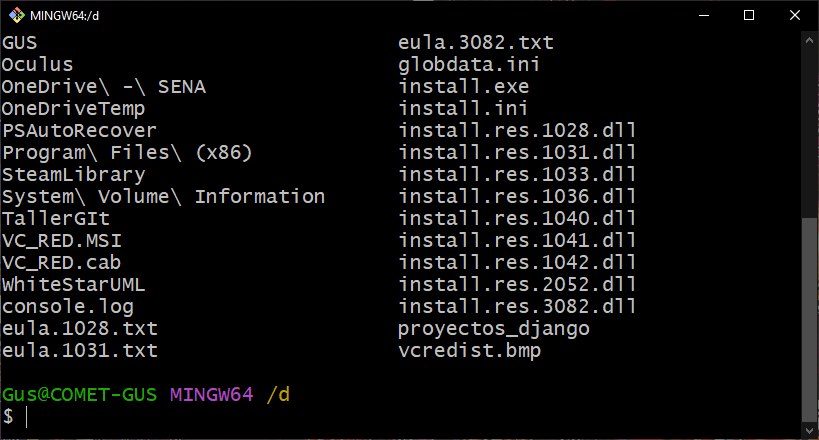 MINGW64:/d
GUS eula.3082.txt
Oculus globdata.ini
OneDrive\ -\ SENA install.exe
OneDriveTemp install.ini
PSAutoRecover install.res.1028.dll
Program\ Files\ (x86) install.res.1031.dll
SteamLibrary install.res.1033.dll
System\ Volume\ Information install.res.1036.dll
TallerGIt install.res.1040.dll
VC_RED.MSI install.res.1041.dll
VC_RED.cab install.res.1042.dll
WhiteStarUML install.res.2052.dll
console.log install.res.3082.dll
eula.1028.txt proyectos_django
eula.1031.txt vcredist.bmp
Gus@COMET-GUS MINGW64 /d
$